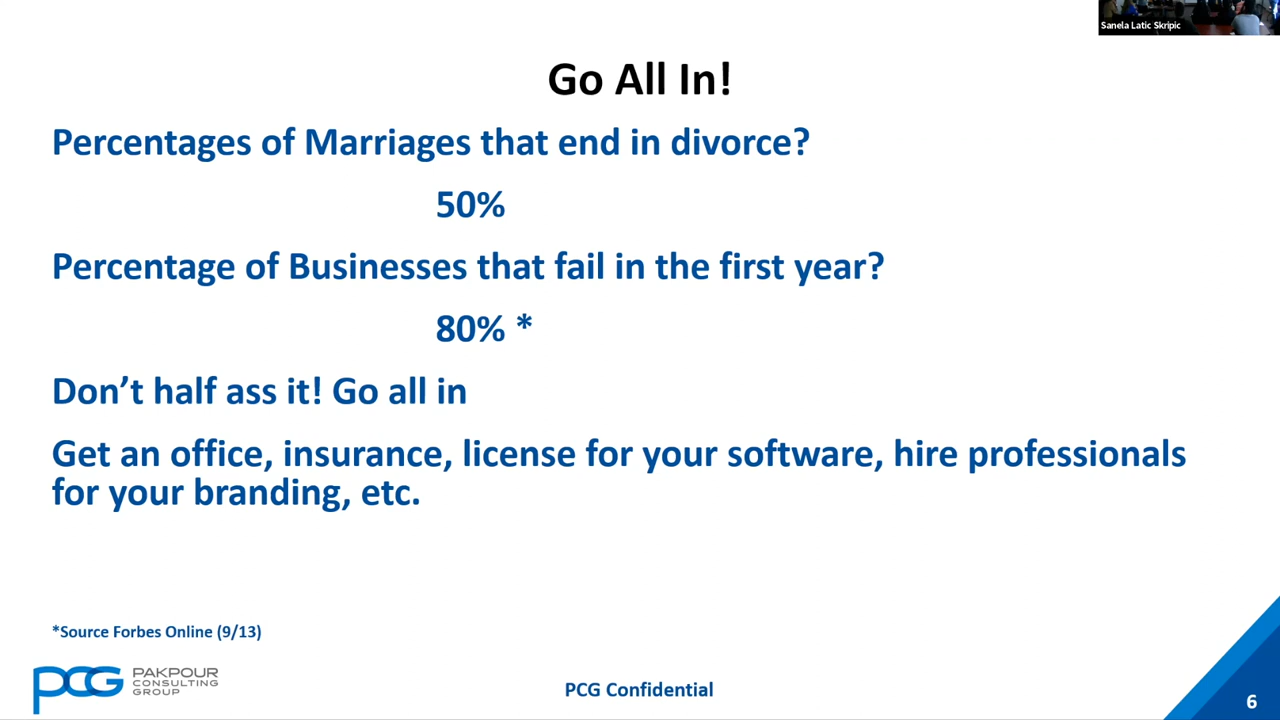 Sanela Latic Skripic
Go All In!
Percentages of Marriages that end in divorce?
50%
Percentage of Businesses that fail in the first year?
80% *
Don’t half ass it! Go all in
Get an office, insurance, license for your software, hire professionals
for your branding, etc.
*Source Forbes Online (9/13)
PCG
PAKPOUR
CONSULTING
GROUP
PCG Confidential
6